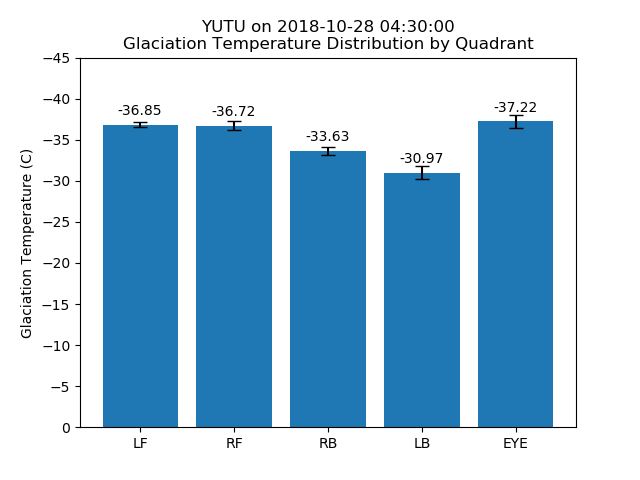 YUTU on 2018-10-28 04:30:00
Glaciation Temperature Distribution by Quadrant
Glaciation Temperature (C)
−45
−40
−35
−30
−25
−20
−15
−10
−5
0
-36.85
-36.72
-33.63
-30.97
-37.22
LF
RF
RB
LB
EYE